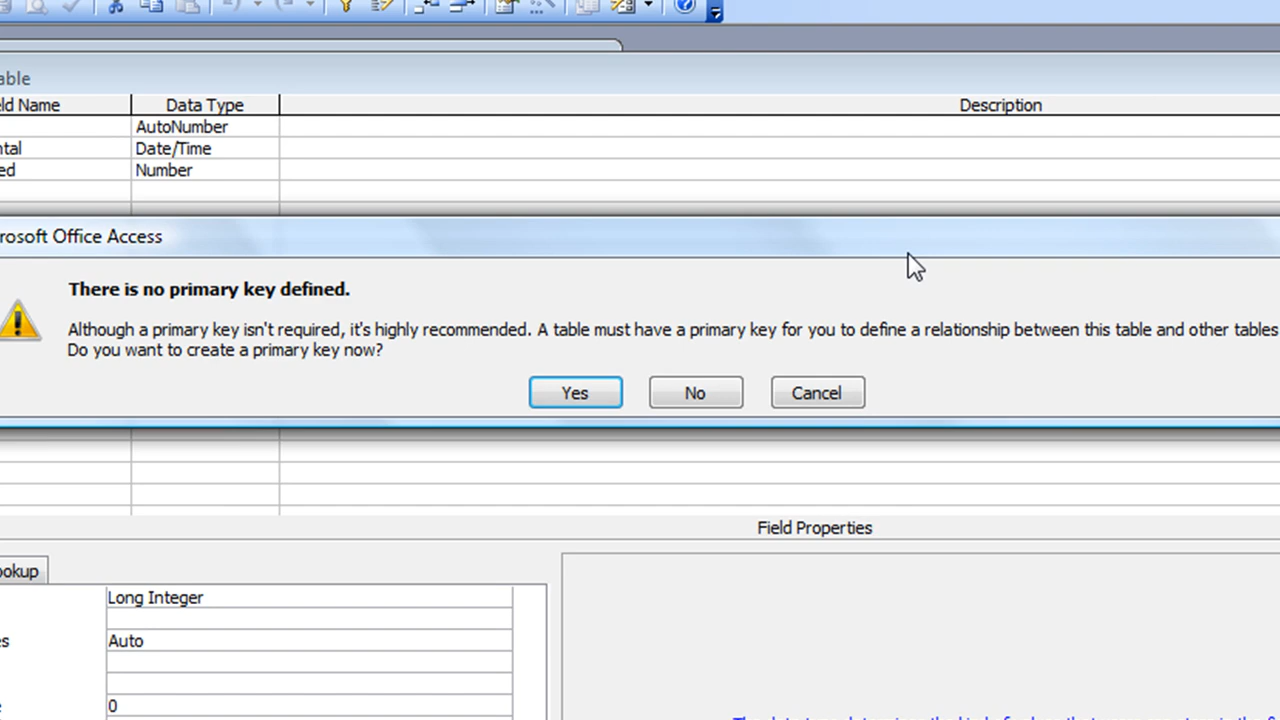 able
eld Name Data Type Description
AutoNumber
ntal Date/Time
ed Number
rosoft Office Access
There is no primary key defined.
Although a primary key isn't required, it's highly recommended. A table must have a primary key for you to define a relationship between this table and other tables
Do you want to create a primary key now?
Yes No Cancel
Field Properties
ookup
Long Integer
es Auto
0